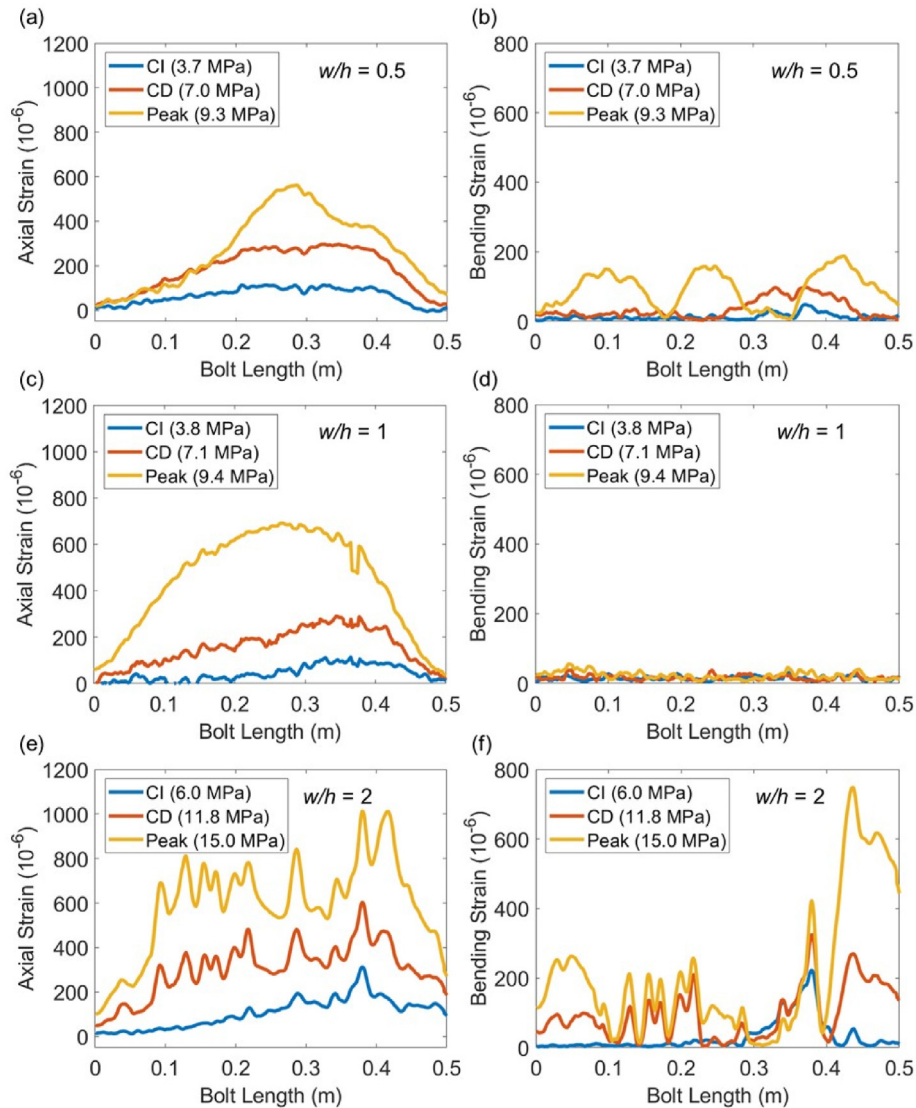 (a)
1200
1000
800
600
400
200
0
Axial Strain (10-6)
CI (3.7 MPa)
CD (7.0 MPa)
Peak (9.3 MPa)
w/h = 0.5
0 0.1 0.2 0.3 0.4 0.5
Bolt Length (m)
(b)
800
600
400
200
0
Bending Strain (10-6)
CI (3.7 MPa)
CD (7.0 MPa)
Peak (9.3 MPa)
w/h = 0.5
0 0.1 0.2 0.3 0.4 0.5
Bolt Length (m)
(c)
1200
1000
800
600
400
200
0
Axial Strain (10-6)
CI (3.8 MPa)
CD (7.1 MPa)
Peak (9.4 MPa)
w/h = 1
0 0.1 0.2 0.3 0.4 0.5
Bolt Length (m)
(d)
800
600
400
200
0
Bending Strain (10-6)
CI (3.8 MPa)
CD (7.1 MPa)
Peak (9.4 MPa)
w/h = 1
0 0.1 0.2 0.3 0.4 0.5
Bolt Length (m)
(e)
1200
1000
800
600
400
200
0
Axial Strain (10-6)
CI (6.0 MPa)
CD (11.8 MPa)
Peak (15.0 MPa)
w/h = 2
0 0.1 0.2 0.3 0.4 0.5
Bolt Length (m)
(f)
800
600
400
200
0
Bending Strain (10-6)
CI (6.0 MPa)
CD (11.8 MPa)
Peak (15.0 MPa)
w/h = 2
0 0.1 0.2 0.3 0.4 0.5
Bolt Length (m)